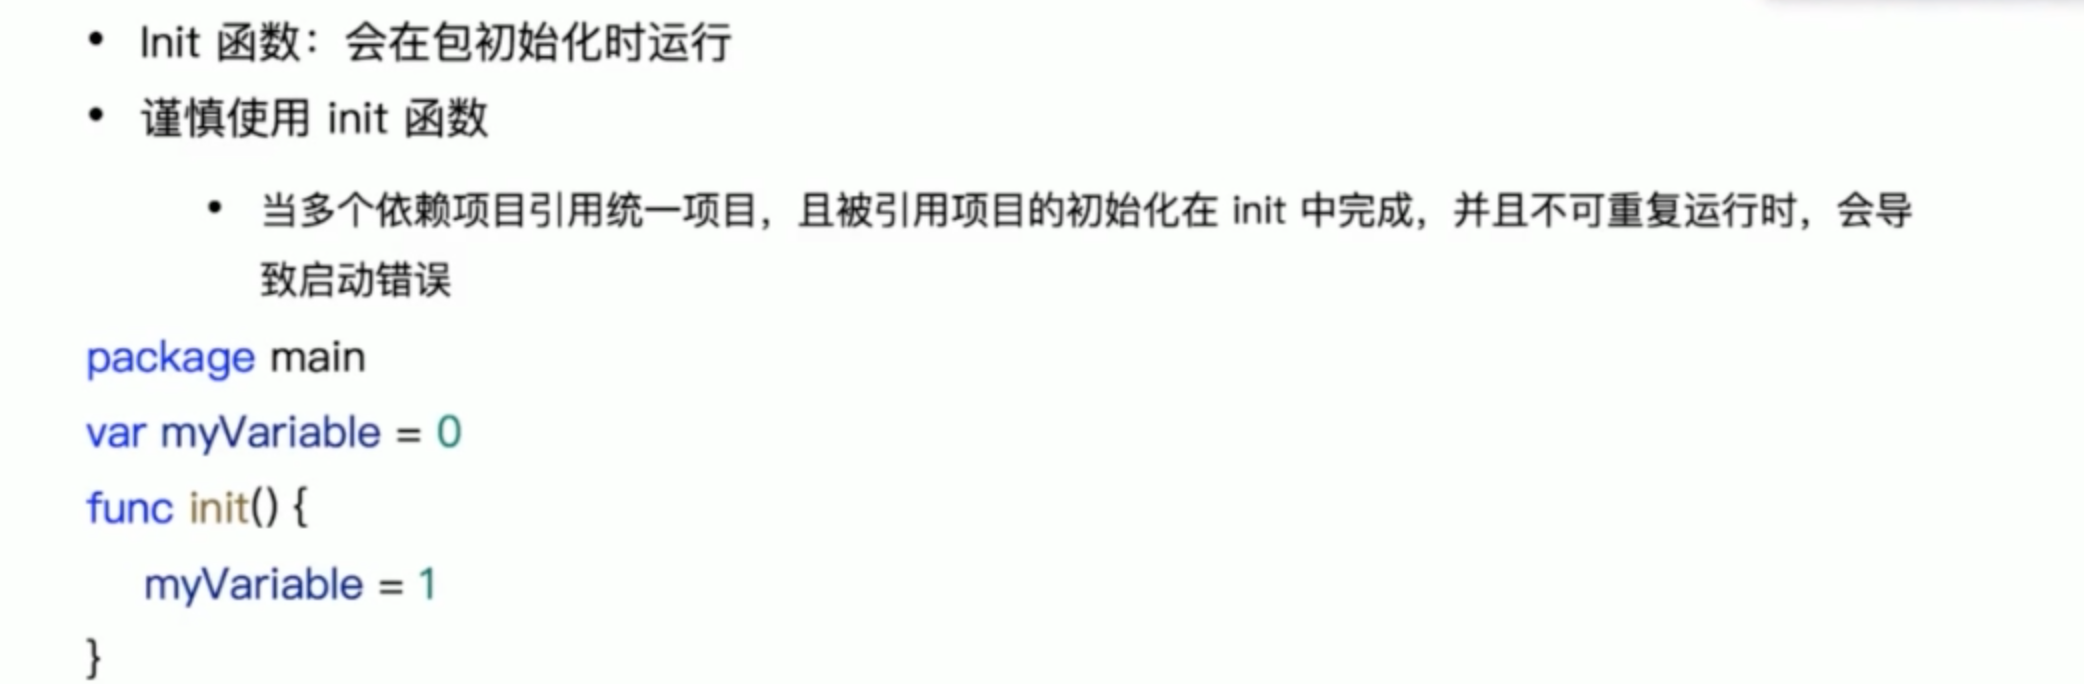 • Init 函数：会在包初始化时运行
• 谨慎使用 init 函数
• 当多个依赖项目引用统一项目，且被引用项目的初始化在 init 中完成，并且不可重复运行时，会导
致启动错误
package main
var myVariable = 0
func init() {
myVariable = 1
}